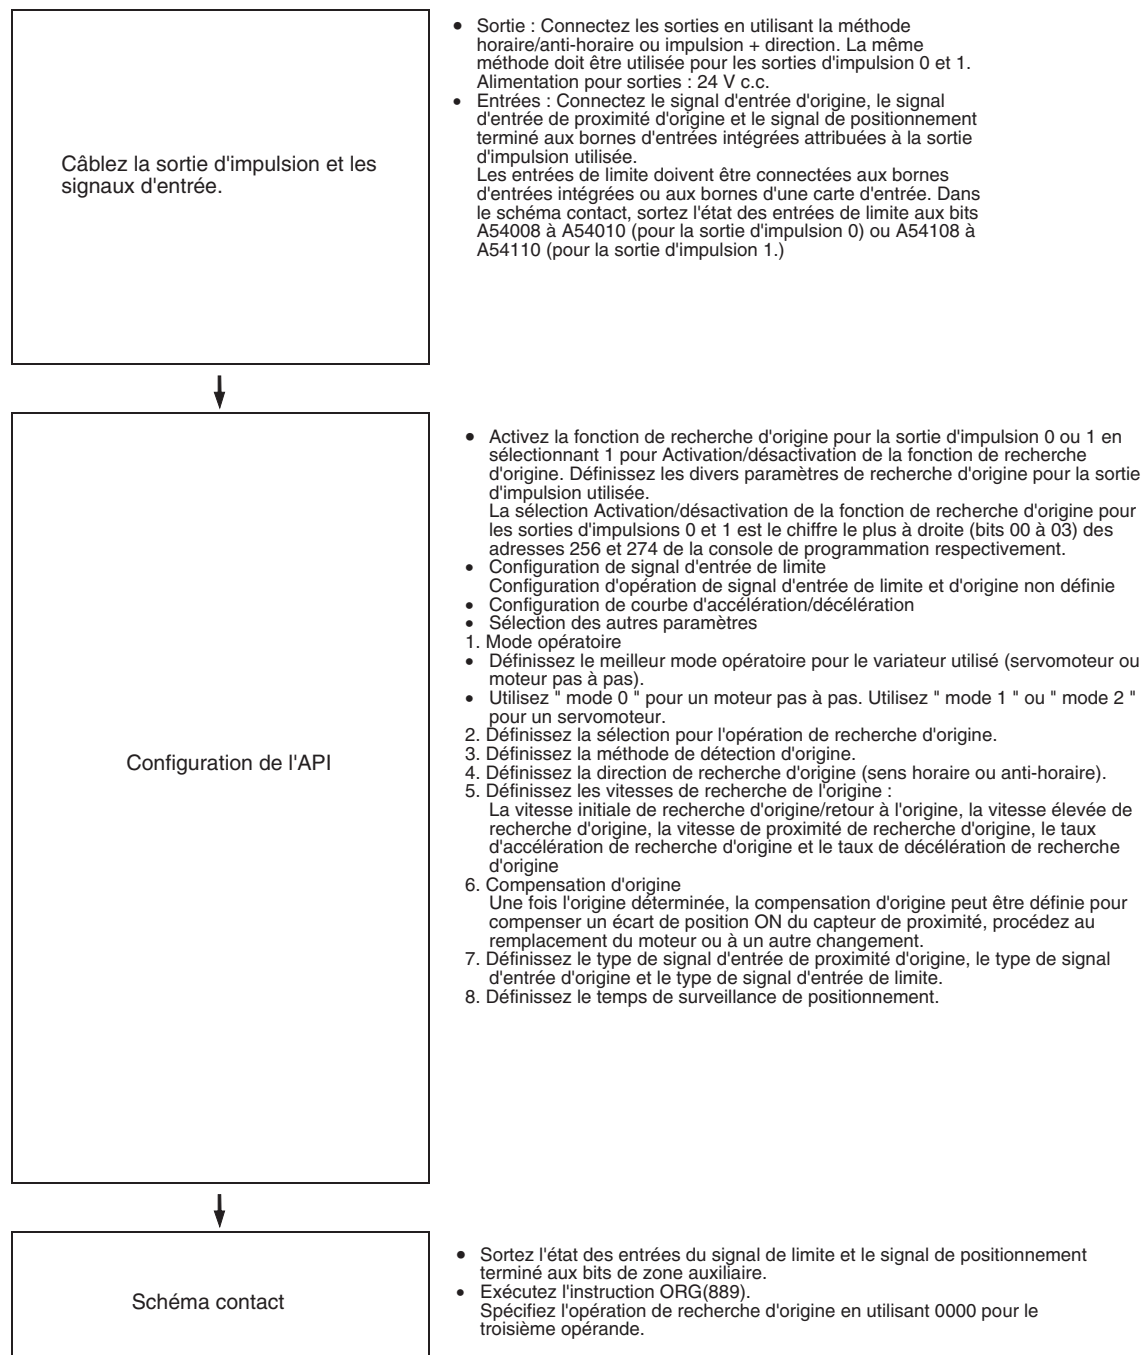 Câblez la sortie d'impulsion et les
signaux d'entrée.
• Sortie : Connectez les sorties en utilisant la méthode
horaire/anti-horaire ou impulsion + direction. La même
méthode doit être utilisée pour les sorties d'impulsion 0 et 1.
Alimentation pour sorties : 24 V c.c.
• Entrées : Connectez le signal d'entrée d'origine, le signal
d'entrée de proximité d'origine et le signal de positionnement
terminé aux bornes d'entrées intégrées attribuées à la sortie
d'impulsion utilisée.
Les entrées de limite doivent être connectées aux bornes
d'entrées intégrées ou aux bornes d'une carte d'entrée. Dans
le schéma contact, sortez l'état des entrées de limite aux bits
A54008 à A54010 (pour la sortie d'impulsion 0) ou A54108 à
A54110 (pour la sortie d'impulsion 1.)
Configuration de l'API
• Activez la fonction de recherche d'origine pour la sortie d'impulsion 0 ou 1 en
sélectionnant 1 pour Activation/désactivation de la fonction de recherche
d'origine. Définissez les divers paramètres de recherche d'origine pour la sortie
d'impulsion utilisée.
La sélection Activation/désactivation de la fonction de recherche d'origine pour
les sorties d'impulsions 0 et 1 est le chiffre le plus à droite (bits 00 à 03) des
adresses 256 et 274 de la console de programmation respectivement.
• Configuration de signal d'entrée de limite
Configuration d'opération de signal d'entrée de limite et d'origine non définie
• Configuration de courbe d'accélération/décélération
• Sélection des autres paramètres
1. Mode opératoire
• Définissez le meilleur mode opératoire pour le variateur utilisé (servomoteur ou
moteur pas à pas).
• Utilisez " mode 0 " pour un moteur pas à pas. Utilisez " mode 1 " ou " mode 2 "
pour un servomoteur.
2. Définissez la sélection pour l'opération de recherche d'origine.
3. Définissez la méthode de détection d'origine.
4. Définissez la direction de recherche d'origine (sens horaire ou anti-horaire).
5. Définissez les vitesses de recherche de l'origine :
La vitesse initiale de recherche d'origine/retour à l'origine, la vitesse élevée de
recherche d'origine, la vitesse de proximité de recherche d'origine, le taux
d'accélération de recherche d'origine et le taux de décélération de recherche
d'origine
6. Compensation d'origine
Une fois l'origine déterminée, la compensation d'origine peut être définie pour
compenser un écart de position ON du capteur de proximité, procédez au
remplacement du moteur ou à un autre changement.
7. Définissez le type de signal d'entrée de proximité d'origine, le type de signal
d'entrée d'origine et le type de signal d'entrée de limite.
8. Définissez le temps de surveillance de positionnement.
Schéma contact
• Sortez l'état des entrées du signal de limite et le signal de positionnement
terminé aux bits de zone auxiliaire.
• Exécutez l'instruction ORG(889).
Spécifiez l'opération de recherche d'origine en utilisant 0000 pour le
troisième opérande.